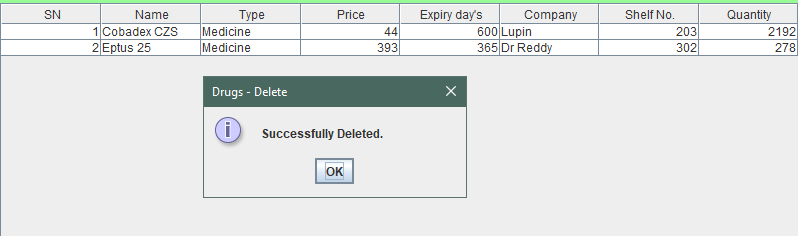 SN Name Type Price Expiry day's Company Shelf No. Quantity
1 Cobadex CZS Medicine 44 600 Lupin 203 2192
2 Eptus 25 Medicine 393 365 Dr Reddy 302 278
Drugs - Delete
Successfully Deleted.
OK